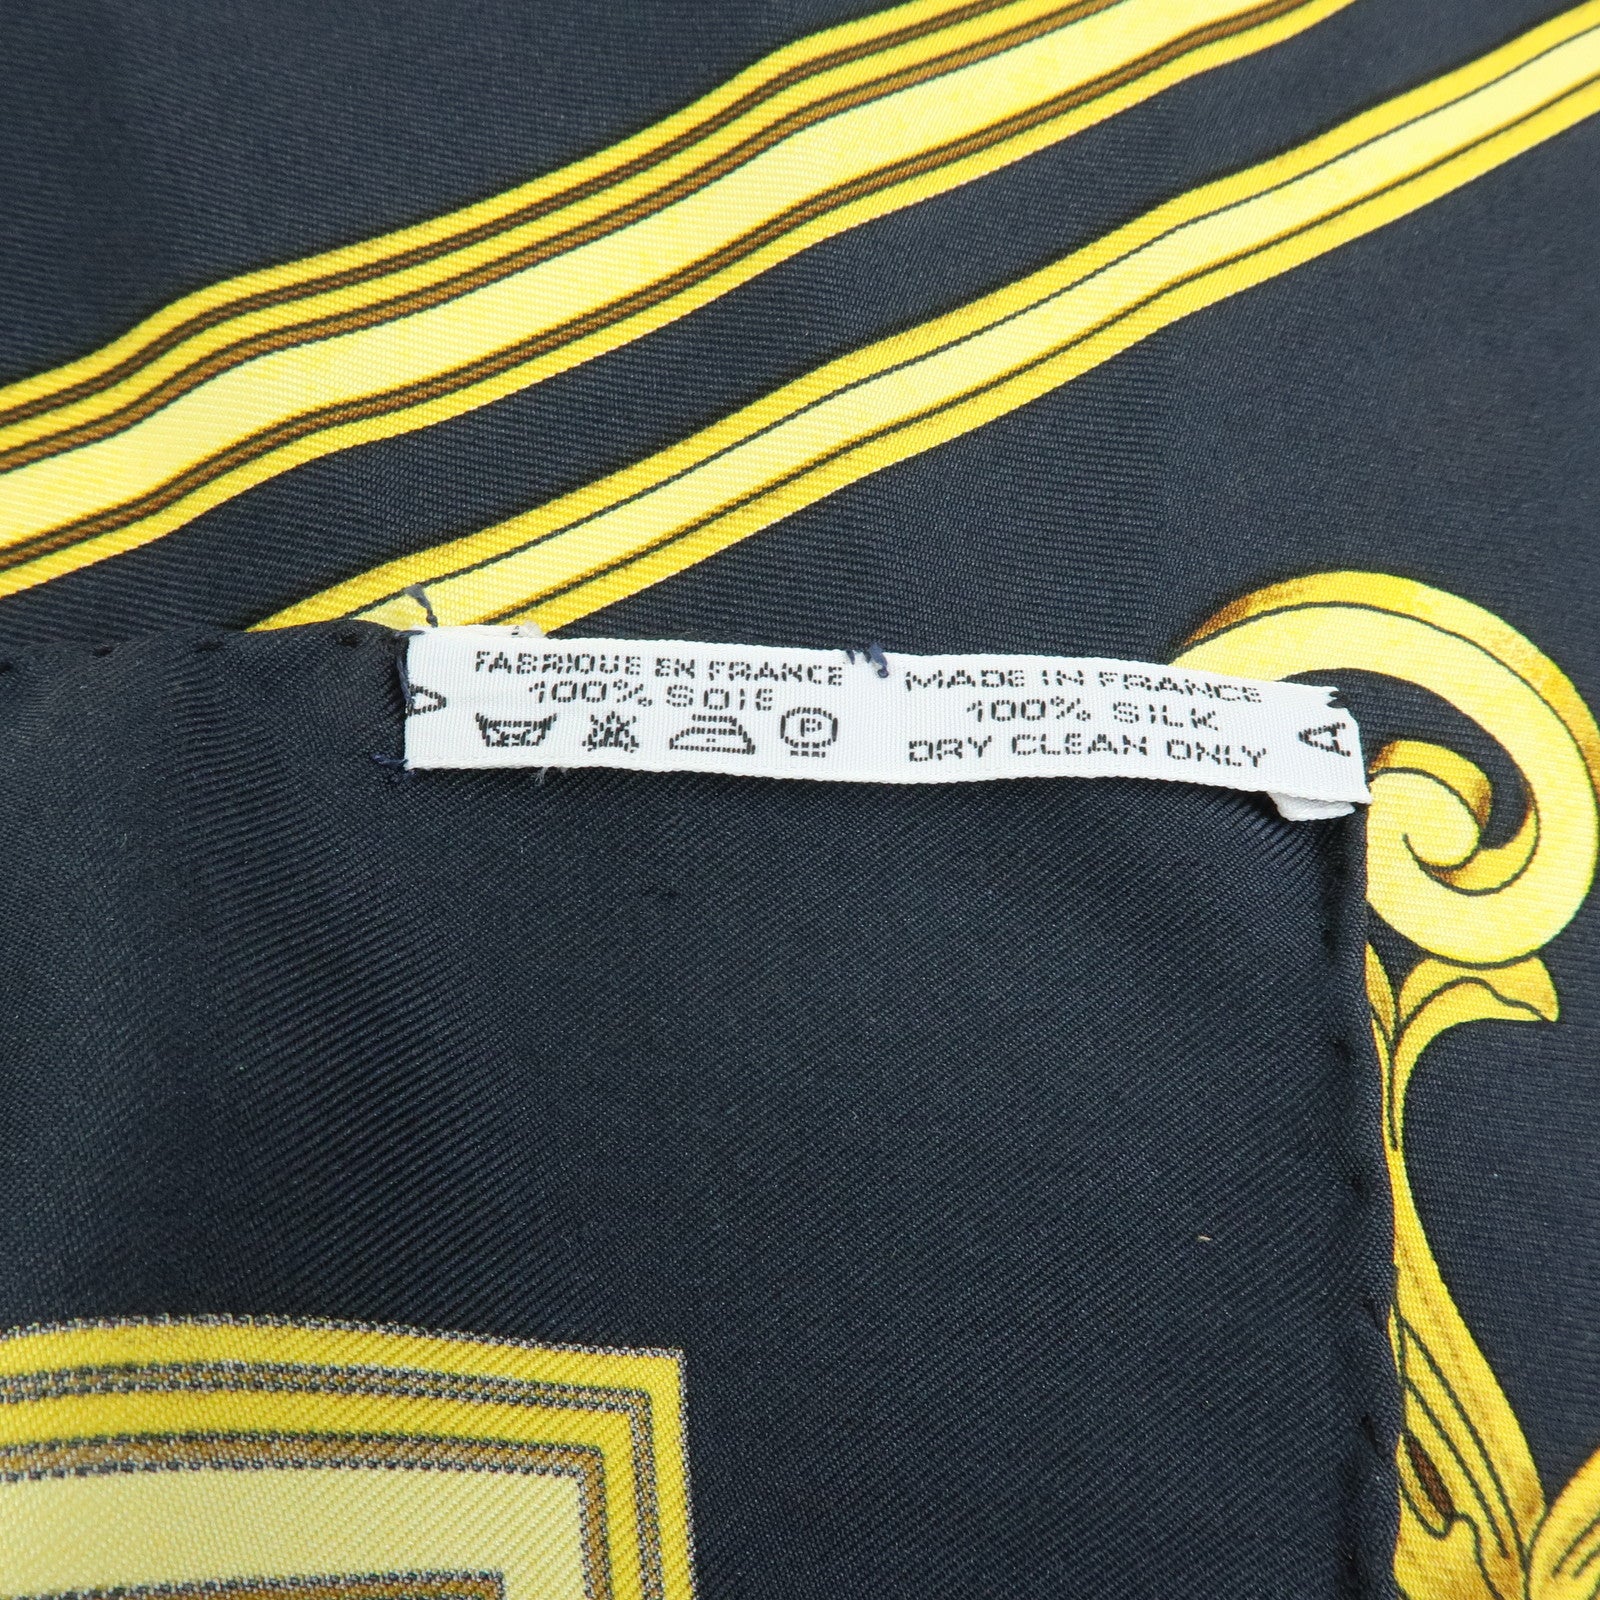 FABRIQUE EN FRANCE
100% SOIE
P
MADE IN FRANCE
100% SILK
DRY CLEAN ONLY
A